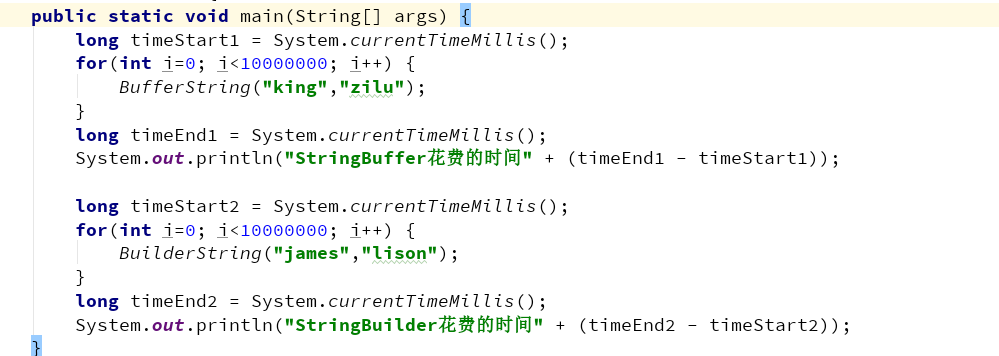 public static void main(String[] args) {
long timeStart1 = System.currentTimeMillis();
for(int i=0; i<10000000; i++) {
BufferString("king","zilu");
}
long timeEnd1 = System.currentTimeMillis();
System.out.println("StringBuffer花费的时间" + (timeEnd1 - timeStart1));
long timeStart2 = System.currentTimeMillis();
for(int i=0; i<10000000; i++) {
BuilderString("james","lison");
}
long timeEnd2 = System.currentTimeMillis();
System.out.println("StringBuilder花费的时间" + (timeEnd2 - timeStart2));
}